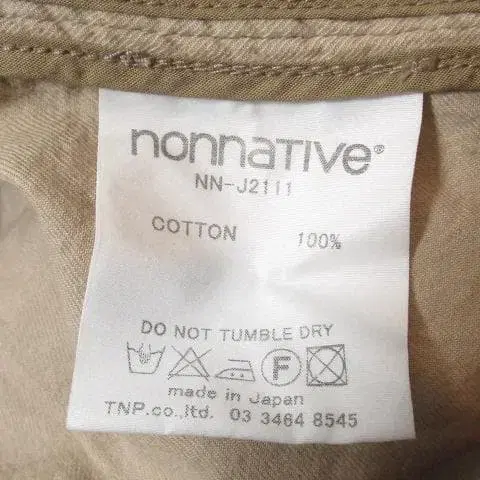 nonnative®
NN-J2111
COTTON 100%
DO NOT TUMBLE DRY
F
made in Japan
TNP.co.,ltd. 03 3464 8545